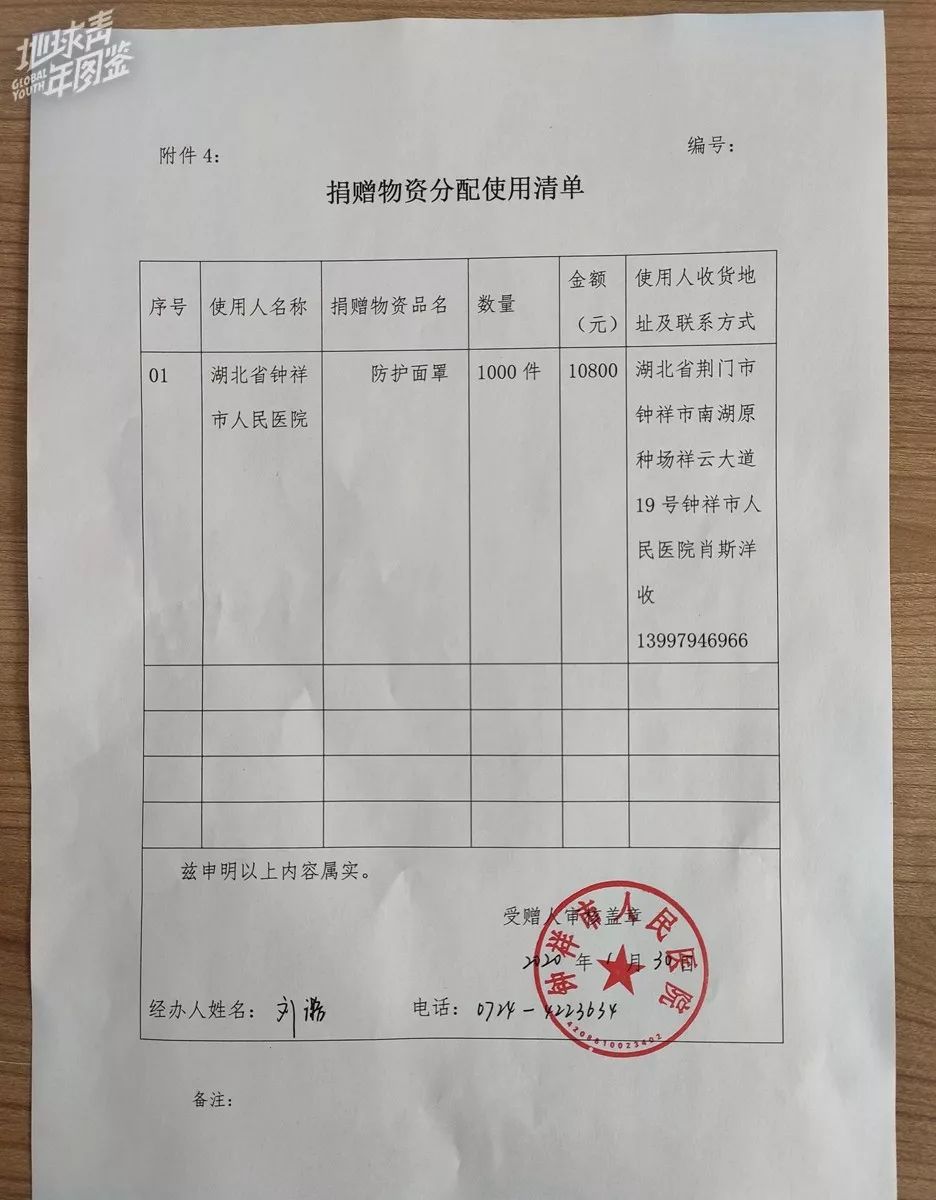 地球青
年图鉴
GLOBAL
YOUTH
附件 4：
编号：
捐赠物资分配使用清单
序号
使用人名称
捐赠物资品名
数量
金额
（元）
使用人收货地
址及联系方式
01
湖北省钟祥
市人民医院
防护面罩
1000 件
10800
湖北省荆门市
钟祥市南湖原
种场祥云大道
19 号钟祥市人
民医院肖斯洋
收
13997946966
兹申明以上内容属实。
受赠人审核盖章
2020 年 1 月 30 日
经办人姓名：刘
电话：0724-4223634
钟祥市人民医院
4208810023402
备注：